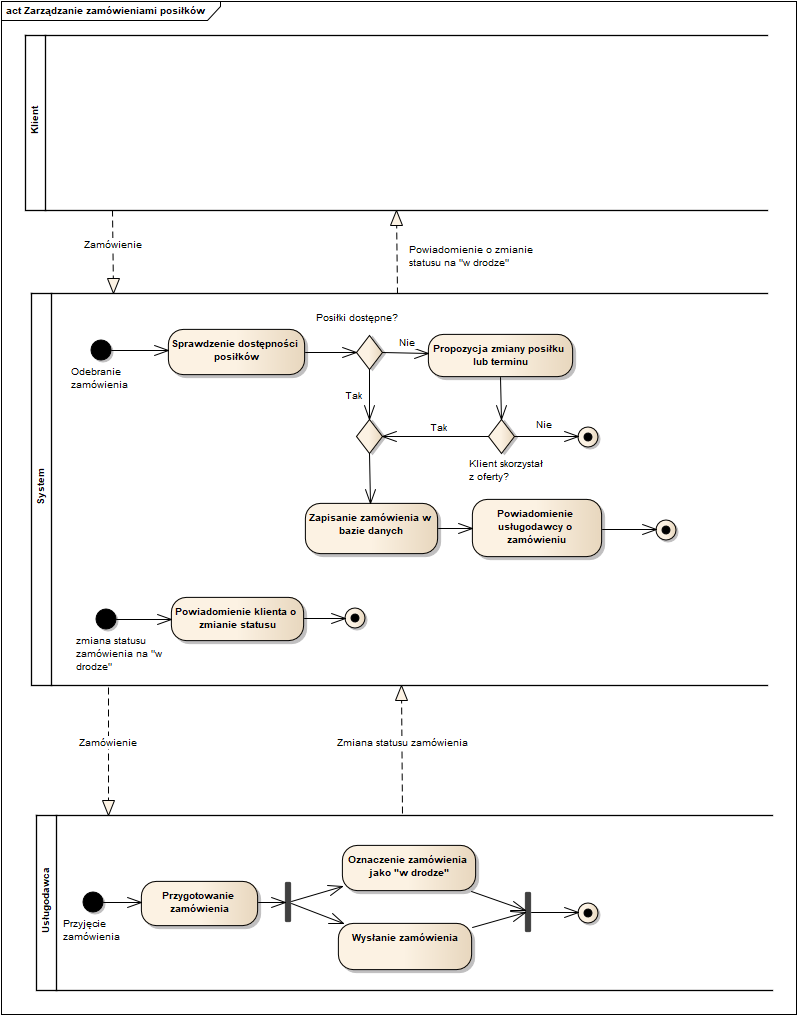 act Zarządzanie zamówieniami posiłków
Klient
Zamówienie
Powiadomienie o zmianie
statusu na "w drodze"
System
Posiłki dostępne?
Sprawdzenie dostępności
posiłków
Nie
Propozycja zmiany posiłku
lub terminu
Odebranie
zamówienia
Tak
Tak
Nie
Klient skorzystał
z oferty?
Zapisanie zamówienia w
bazie danych
Powiadomienie
usługodawcy o
zamówieniu
Powiadomienie klienta o
zmianie statusu
zmiana statusu
zamówienia na "w
drodze"
Zamówienie
Zmiana statusu zamówienia
Usługodawca
Oznaczenie zamówienia
jako "w drodze"
Przygotowanie
zamówienia
Przyjęcie
zamówienia
Wysłanie zamówienia